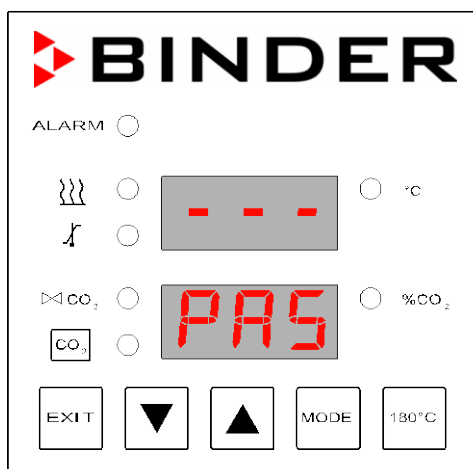 BINDER
ALARM
°C
- - -
CO₂ %CO₂
PAS
CO₂
EXIT MODE 180°C